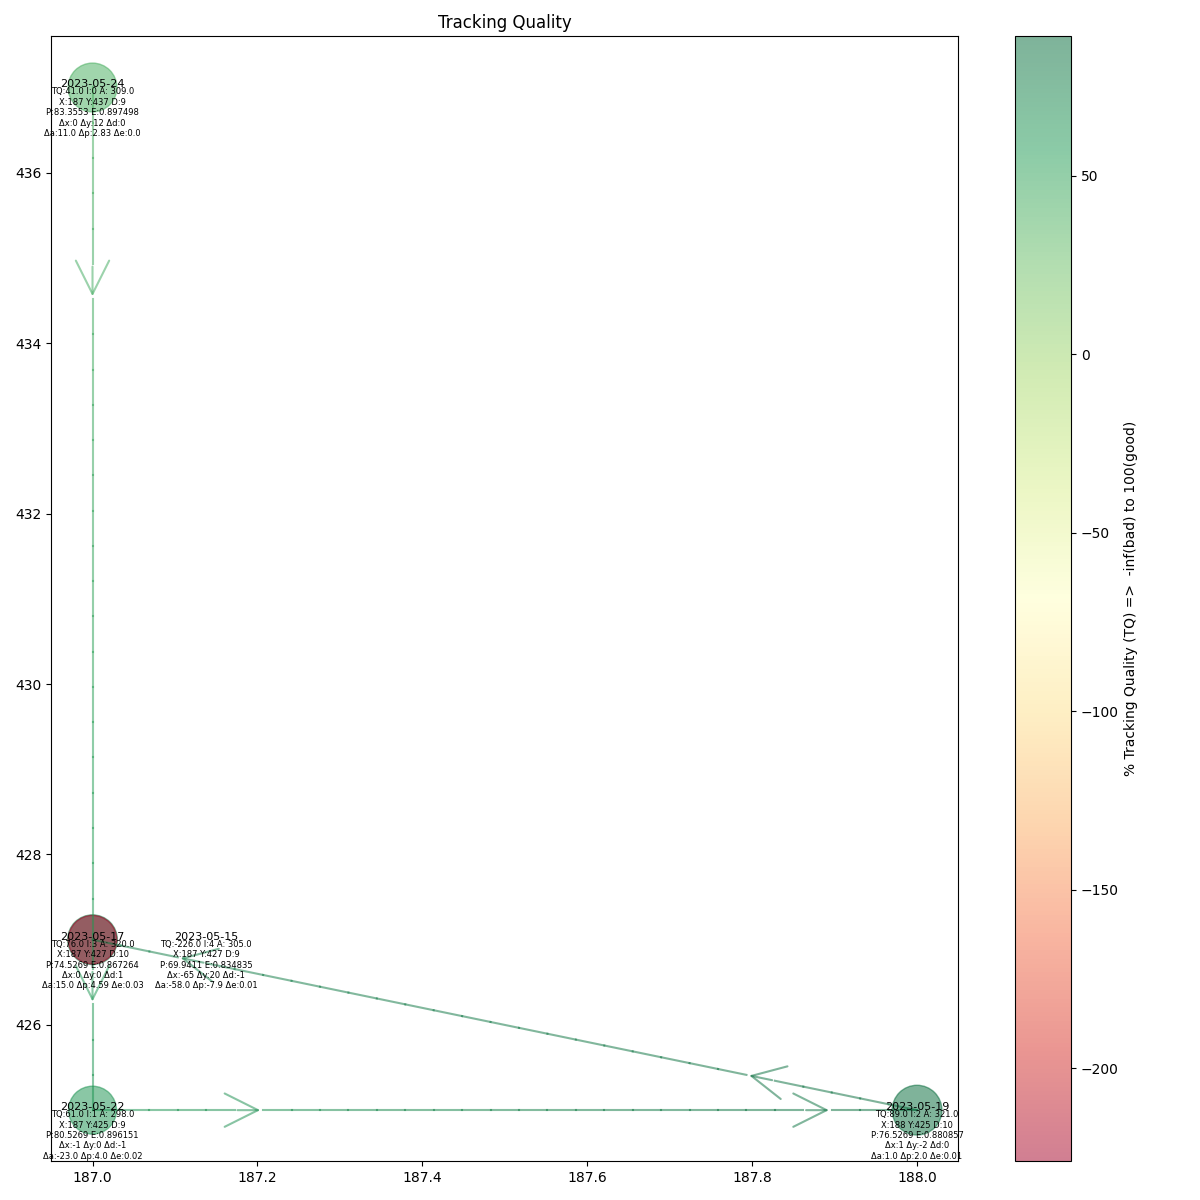 Tracking Quality
2023-05-24
TQ:41.0 I:0 A: 309.0
X:187 Y:437 D:9
P:83.3553 E:0.897498
Δx:0 Δy:12 Δd:0
Δa:11.0 Δp:2.83 Δe:0.0
2023-05-17
TQ:76.0 I:3 A: 320.0
X:187 Y:427 D:10
P:74.5269 E:0.867264
Δx:0 Δy:0 Δd:1
Δa:15.0 Δp:4.59 Δe:0.03
2023-05-15
TQ:-226.0 I:4 A: 305.0
X:187 Y:427 D:9
P:69.9411 E:0.834835
Δx:-65 Δy:20 Δd:-1
Δa:-58.0 Δp:-7.9 Δe:0.01
2023-05-22
TQ:61.0 I:1 A: 298.0
X:187 Y:425 D:9
P:80.5269 E:0.896151
Δx:-1 Δy:0 Δd:-1
Δa:-23.0 Δp:4.0 Δe:0.02
2023-05-19
TQ:89.0 I:2 A: 321.0
X:188 Y:425 D:10
P:76.5269 E:0.880857
Δx:1 Δy:-2 Δd:0
Δa:1.0 Δp:2.0 Δe:0.01
436
434
432
430
428
426
187.0
187.2
187.4
187.6
187.8
188.0
50
0
−50
−100
−150
−200
% Tracking Quality (TQ) => -inf(bad) to 100(good)